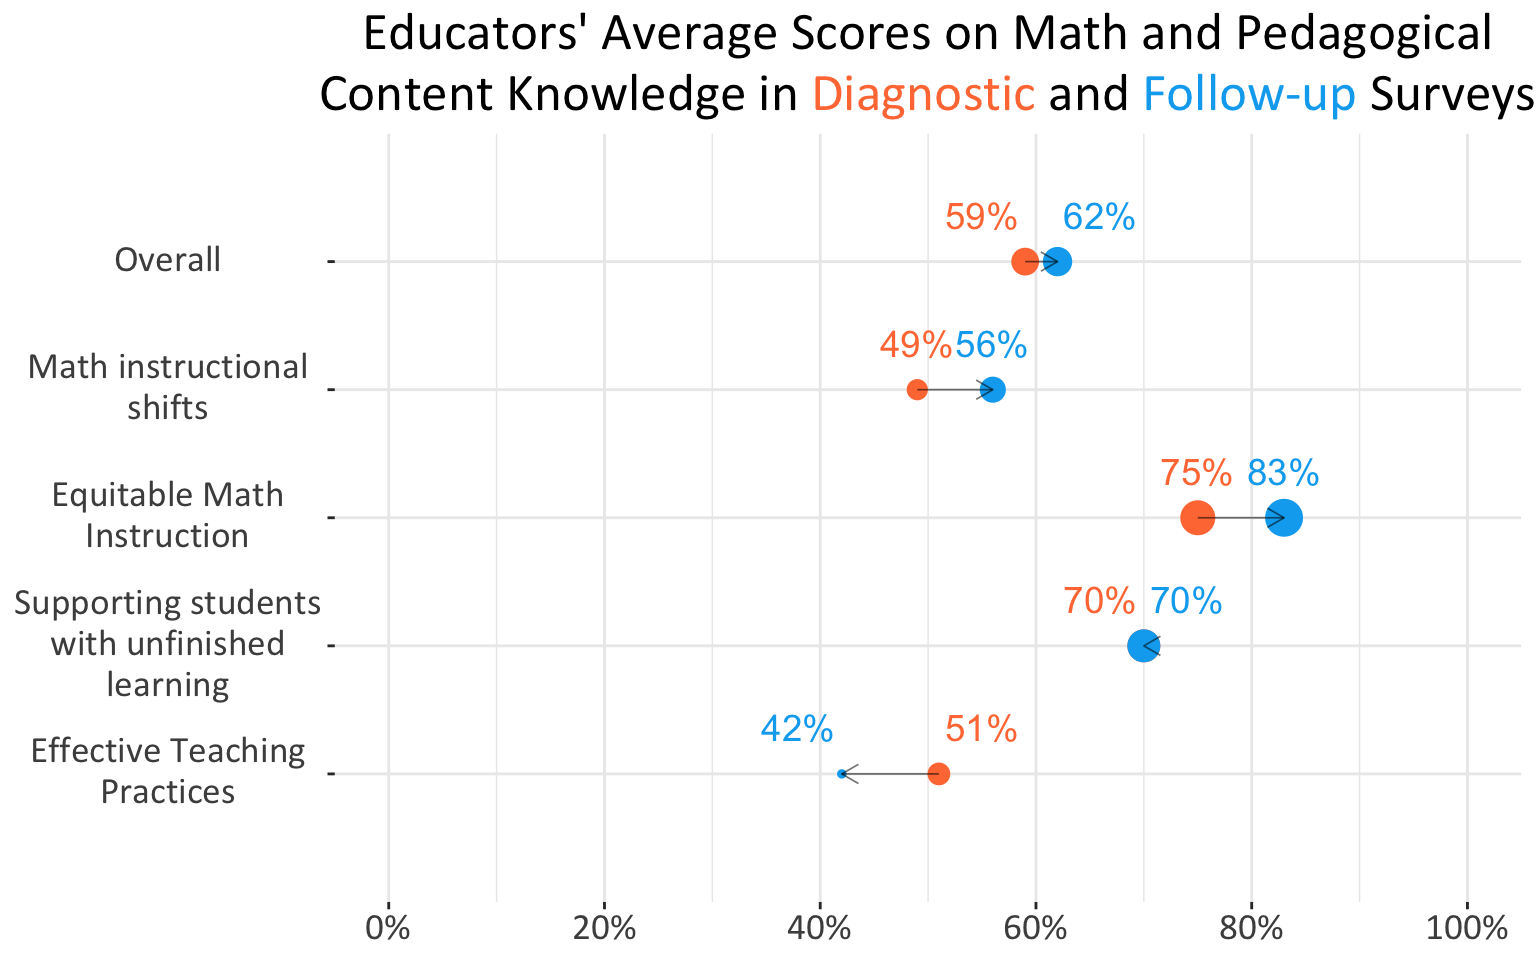 Educators' Average Scores on Math and Pedagogical
Content Knowledge in Diagnostic and Follow-up Surveys
59% 62%
Overall
49% 56%
Math instructional
shifts
75% 83%
Equitable Math
Instruction
70% 70%
Supporting students
with unfinished
learning
42% 51%
Effective Teaching
Practices
0% 20% 40% 60% 80% 100%